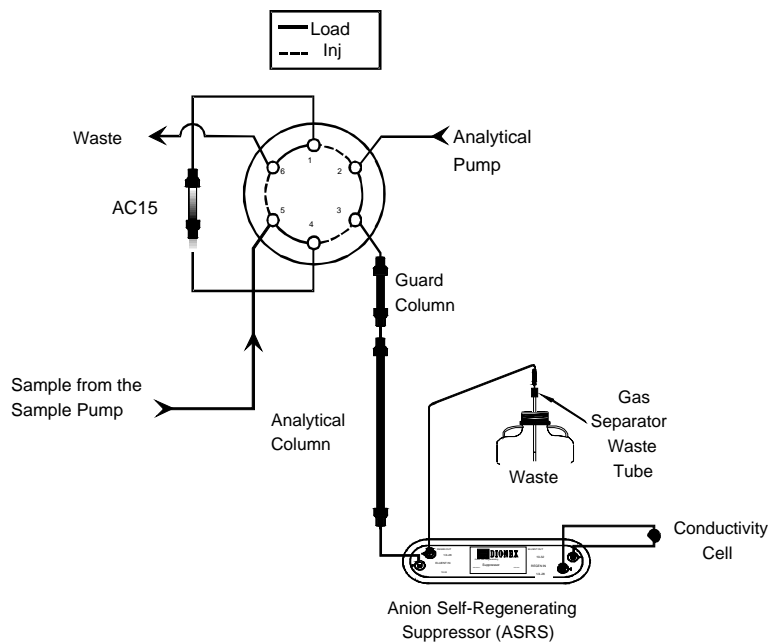 Load
Inj
Waste
Analytical
Pump
1
6
2
5
3
4
AC15
Guard
Column
Sample from the
Sample Pump
Analytical
Column
Gas
Separator
Waste
Tube
Waste
DIONEX
Suppressor
Conductivity
Cell
Anion Self-Regenerating
Suppressor (ASRS)